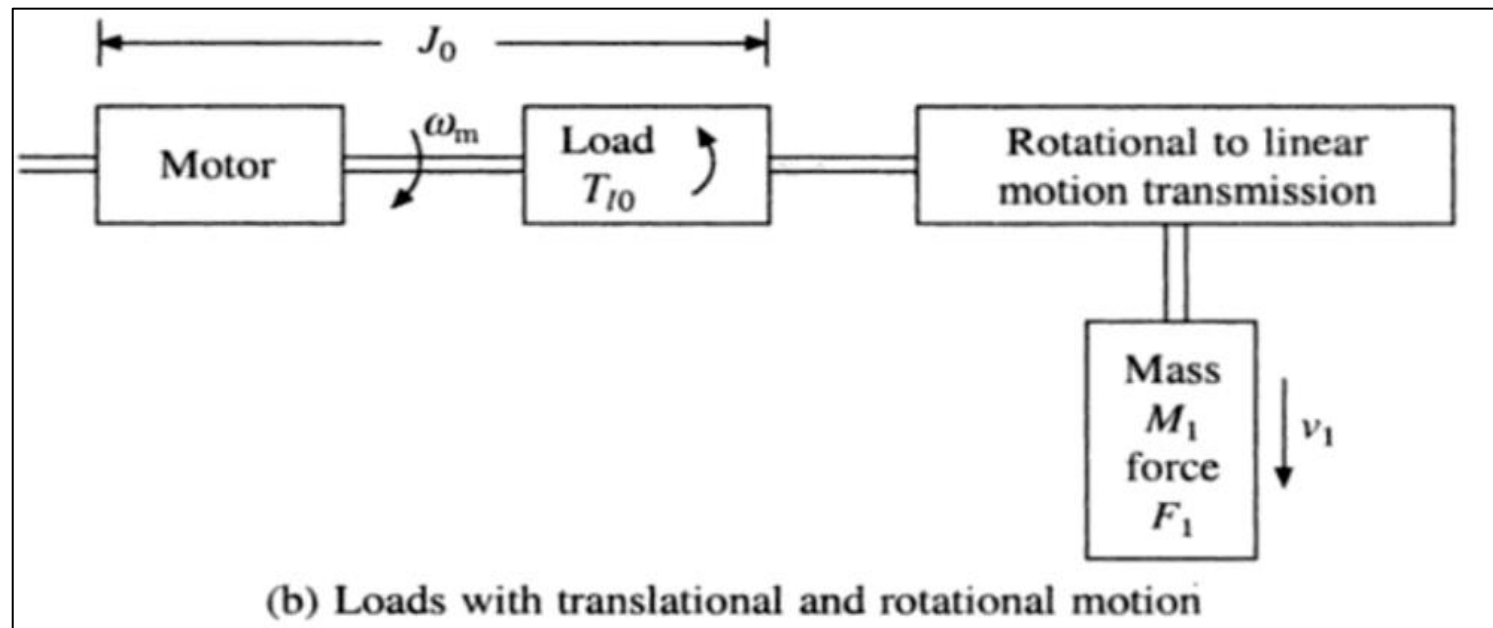 J₀
Motor
ωₘ
Load
Tₗ₀
Rotational to linear
motion transmission
Mass
M₁
force
F₁
v₁
(b) Loads with translational and rotational motion